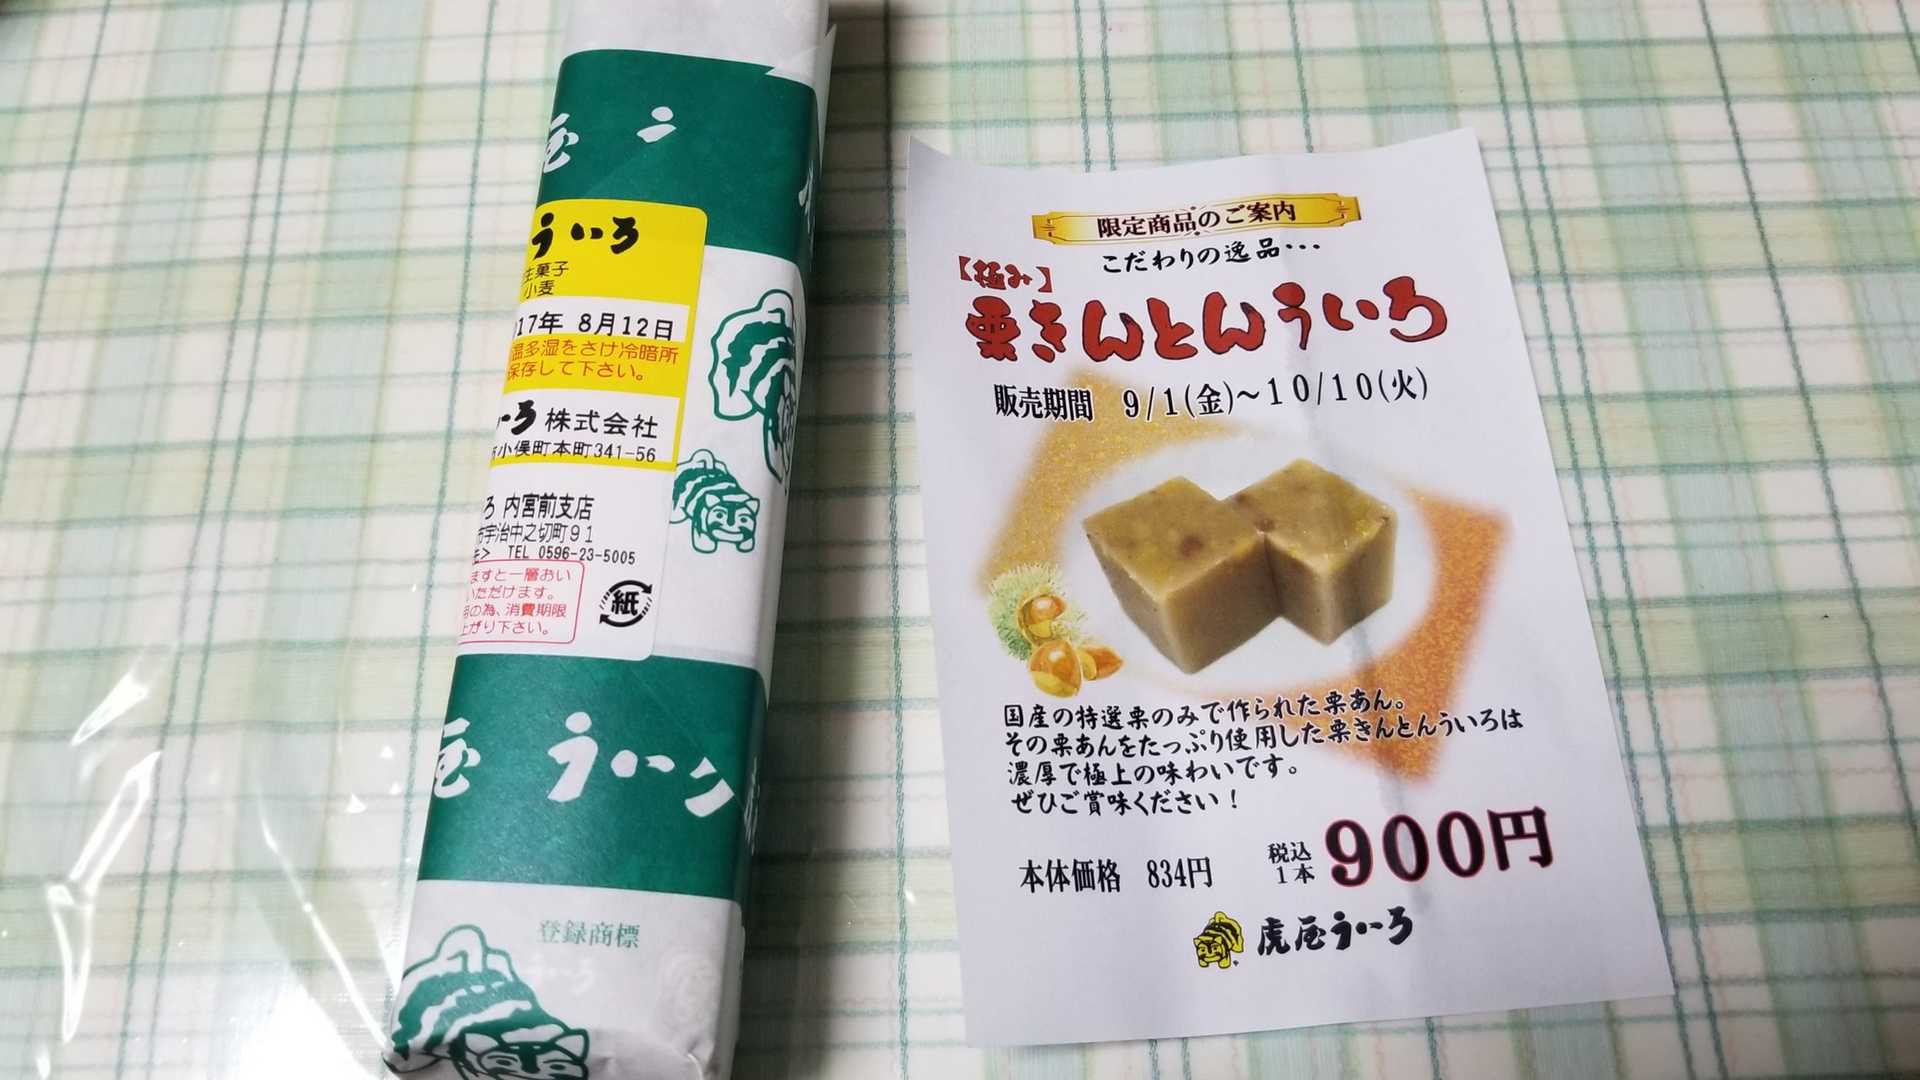 屋 う
ういろ
生菓子
小麦
17年 8月12日
温多湿をさけ冷暗所
保存して下さい。
いろ 株式会社
市小俣町本町341-56
ろ 内宮前支店
市宇治中之切町91
TEL 0596-23-5005
ますと一層おい
いただけます。
の為、消費期限
上がり下さい。
紙
屋 ういろ
登録商標
限定商品のご案内
こだわりの逸品･･･
【極み】
栗きんとんういろ
販売期間 9/1(金)～10/10(火)
国産の特選栗のみで作られた栗あん。
その栗あんをたっぷり使用した栗きんとんういろは
濃厚で極上の味わいです。
ぜひご賞味ください！
本体価格 834円 税込1本 900円
虎屋ういろ